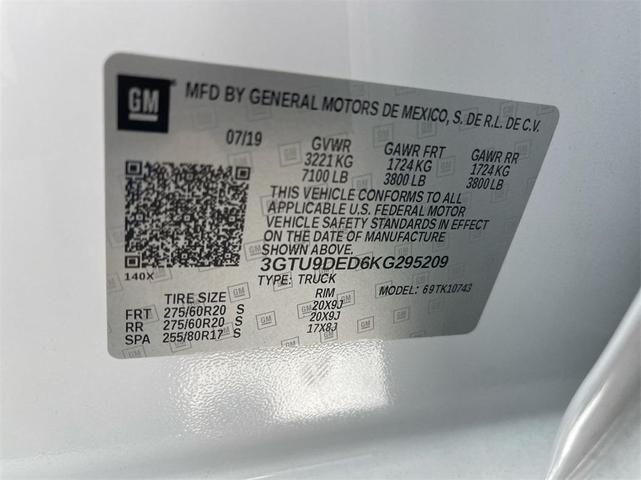 GM MFD BY GENERAL MOTORS DE MEXICO, S. DE R.L. DE C.V.
07/19 GVWR GAWR FRT GAWR RR
3221 KG 1724 KG 1724 KG
7100 LB 3800 LB 3800 LB
THIS VEHICLE CONFORMS TO ALL
APPLICABLE U.S. FEDERAL MOTOR
VEHICLE SAFETY STANDARDS IN EFFECT
ON THE DATE OF MANUFACTURE
SHOWN ABOVE.
140X 3GTU9DED6KG295209
TYPE: TRUCK MODEL: 69TK10743
TIRE SIZE RIM
FRT 275/60R20 S 20X9J
RR 275/60R20 S 20X9J
SPA 255/80R17 S 17X8J